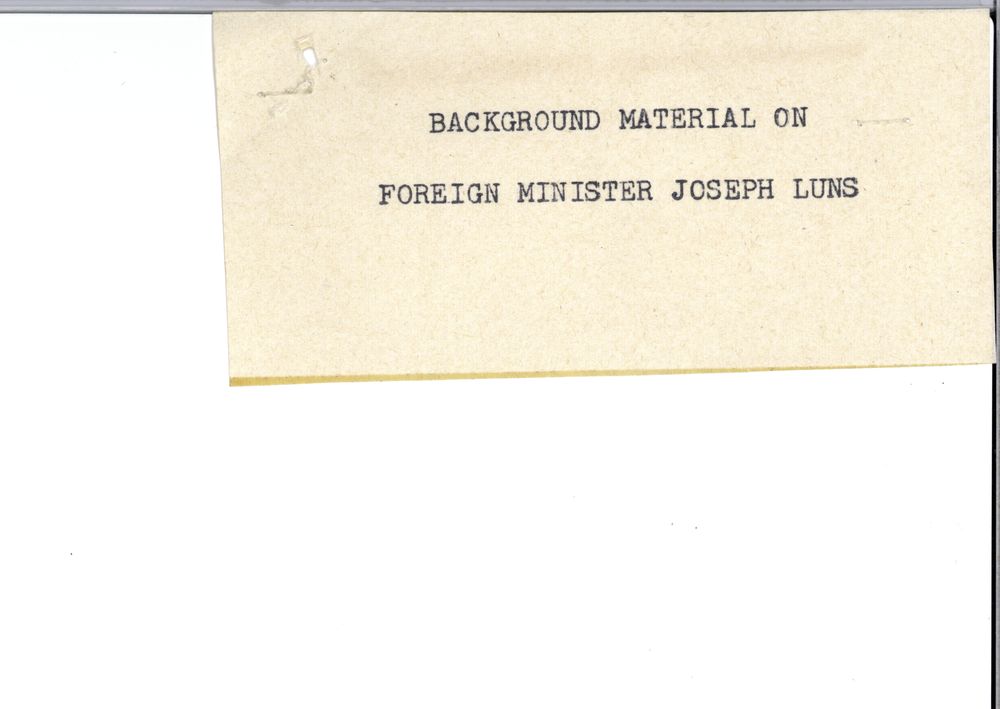 BACKGROUND MATERIAL ON
FOREIGN MINISTER JOSEPH LUNS